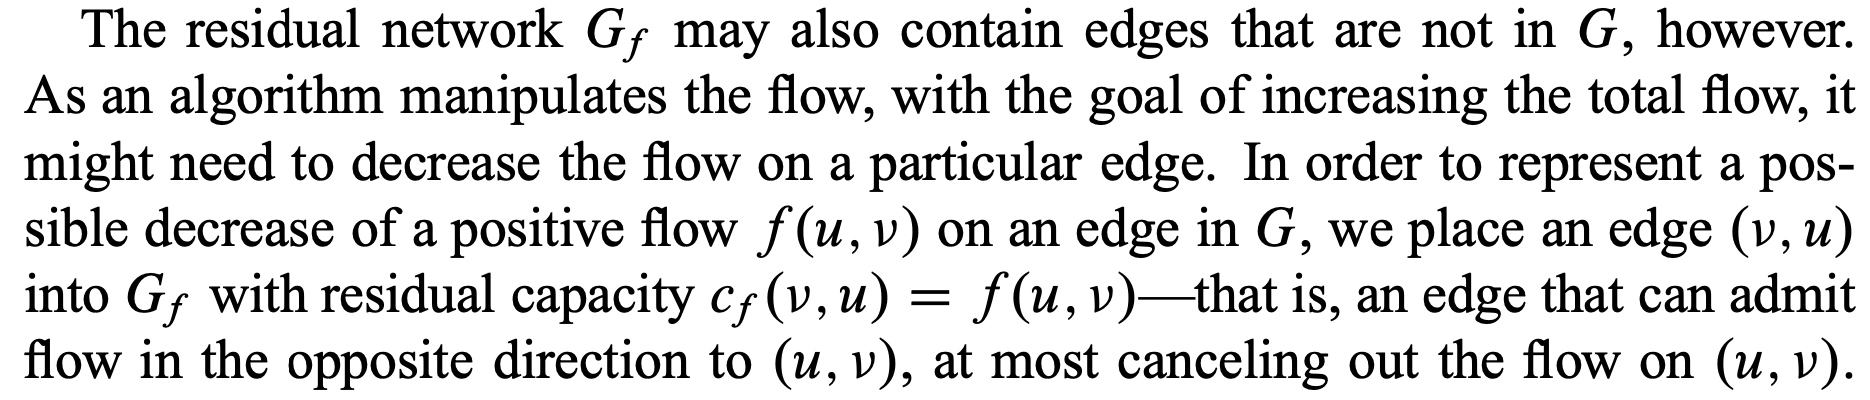 The residual network G_f may also contain edges that are not in G, however.
As an algorithm manipulates the flow, with the goal of increasing the total flow, it
might need to decrease the flow on a particular edge. In order to represent a pos-
sible decrease of a positive flow f(u, v) on an edge in G, we place an edge (v, u)
into G_f with residual capacity c_f(v, u) = f(u, v)—that is, an edge that can admit
flow in the opposite direction to (u, v), at most canceling out the flow on (u, v).